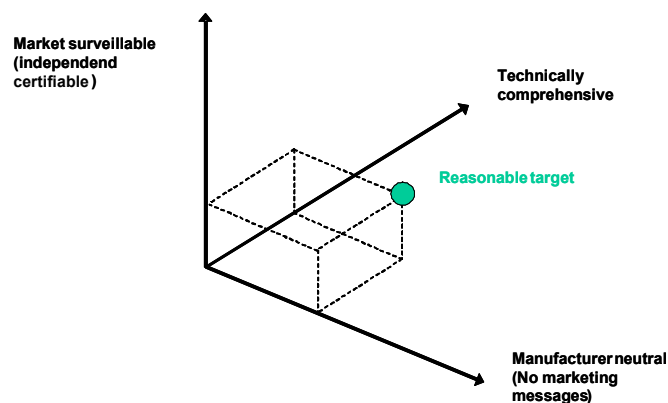 Market surveillable
(independend
certifiable )
Technically
comprehensive
Reasonable target
Manufacturer neutral
(No marketing
messages)